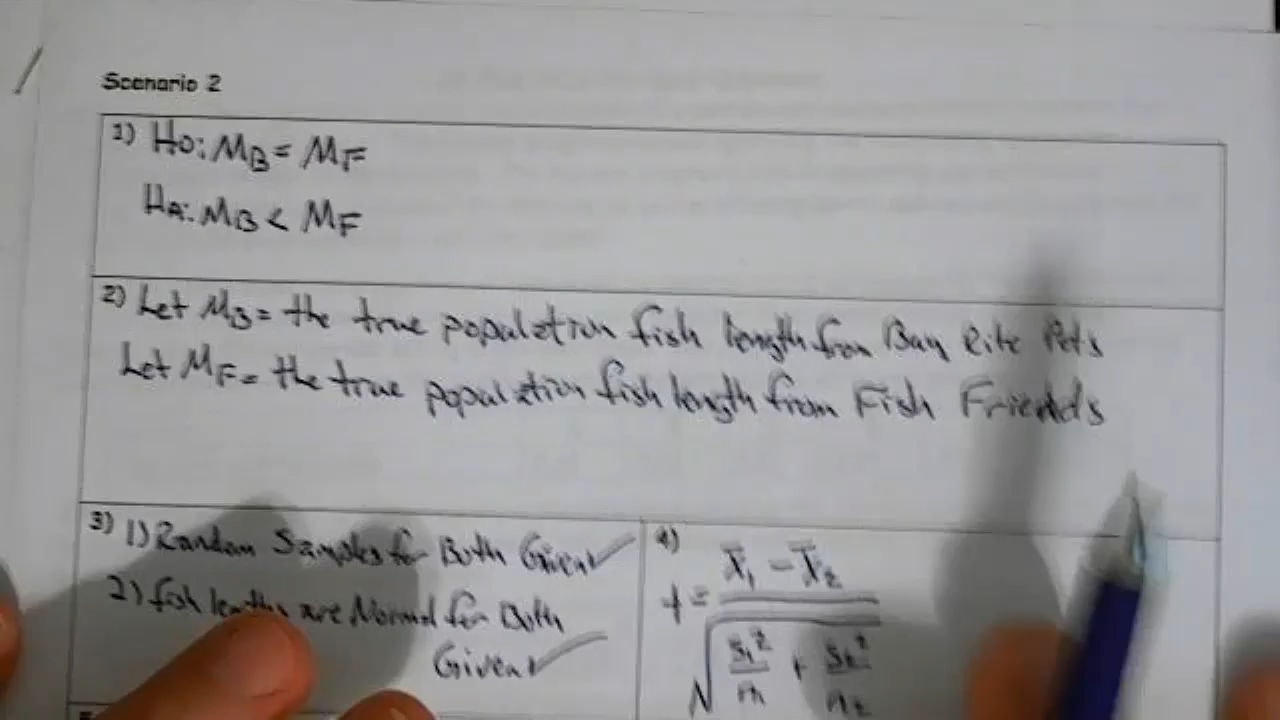 Scenario 2
1) Ho: MB = MF
HA: MB < MF
2) Let MB = the true population fish length from Bay Rite Pets
Let MF = the true population fish length from Fish Friends
3) 1) Random Samples for Both Given ✓
2) fish lengths are Normal for Both
Given ✓
4)
t = x̄₁ - x̄₂
√ s₁²/n₁ + s₂²/n₂